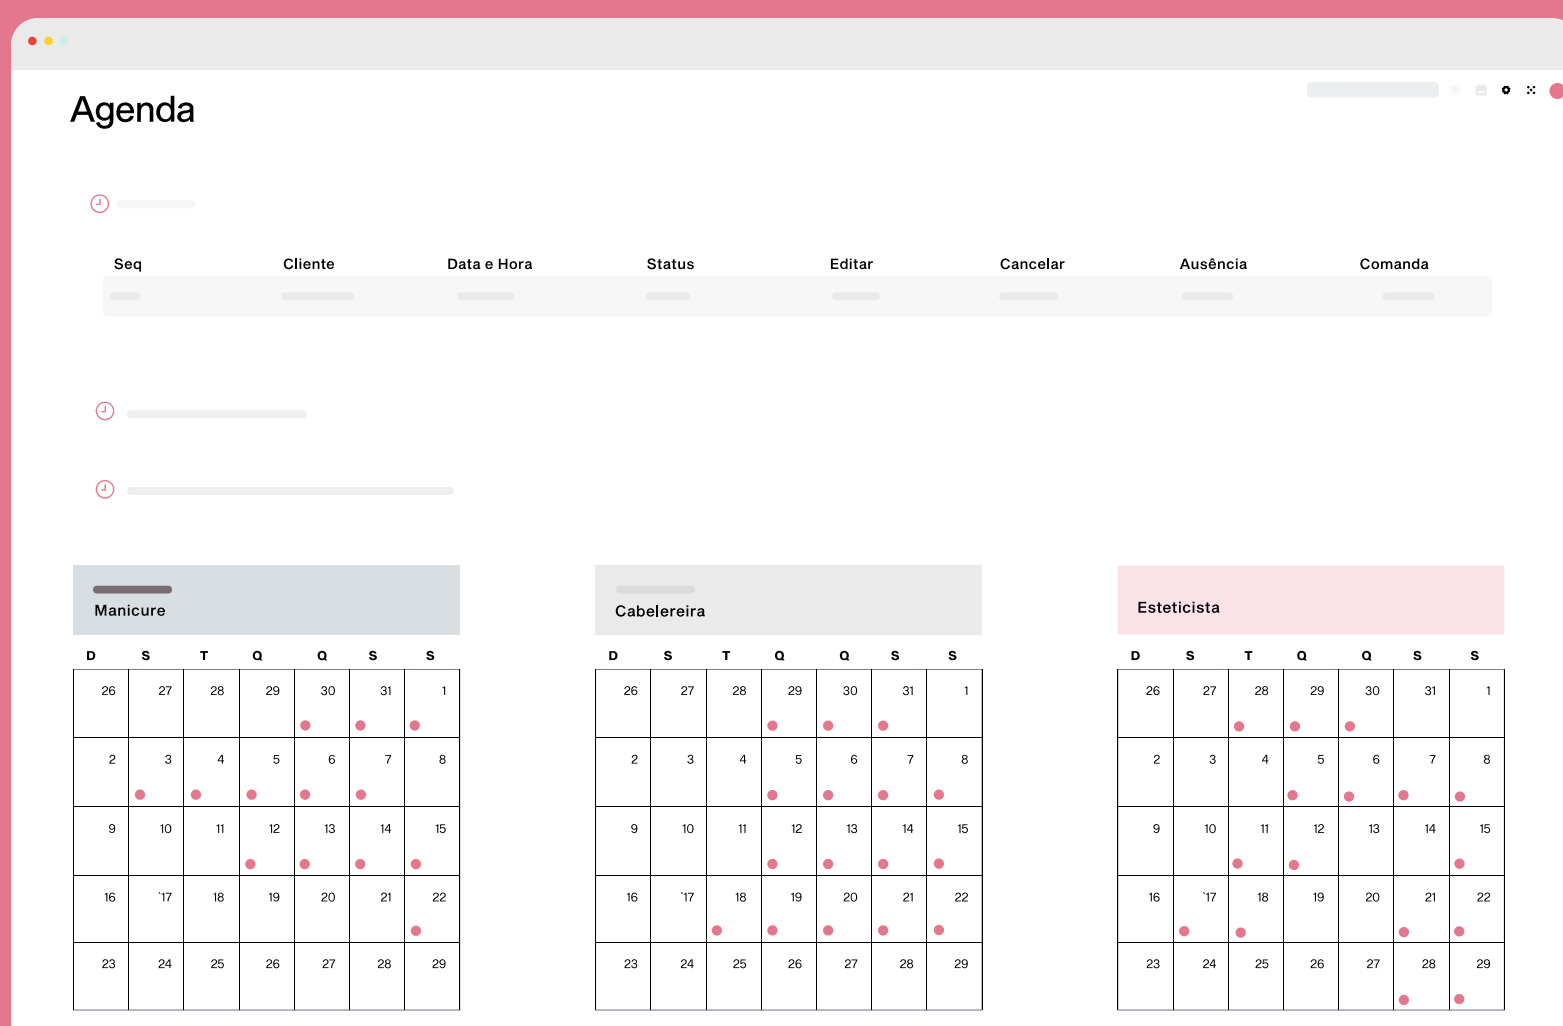 Agenda
Seq Cliente Data e Hora Status Editar Cancelar Ausência Comanda
Manicure
D S T Q Q S S
26 27 28 29 30 31 1
2 3 4 5 6 7 8
9 10 11 12 13 14 15
16 `17 18 19 20 21 22
23 24 25 26 27 28 29
Cabelereira
D S T Q Q S S
26 27 28 29 30 31 1
2 3 4 5 6 7 8
9 10 11 12 13 14 15
16 `17 18 19 20 21 22
23 24 25 26 27 28 29
Esteticista
D S T Q Q S S
26 27 28 29 30 31 1
2 3 4 5 6 7 8
9 10 11 12 13 14 15
16 `17 18 19 20 21 22
23 24 25 26 27 28 29